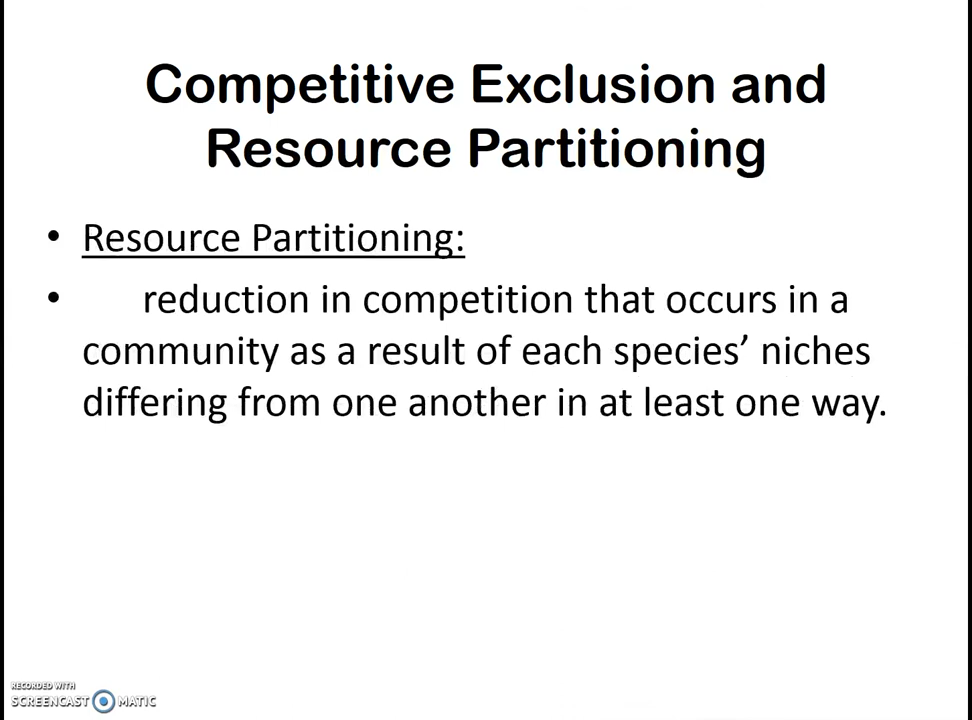 Competitive Exclusion and
Resource Partitioning
• Resource Partitioning:
• reduction in competition that occurs in a
community as a result of each species’ niches
differing from one another in at least one way.
RECORDED WITH
SCREENCAST MATIC